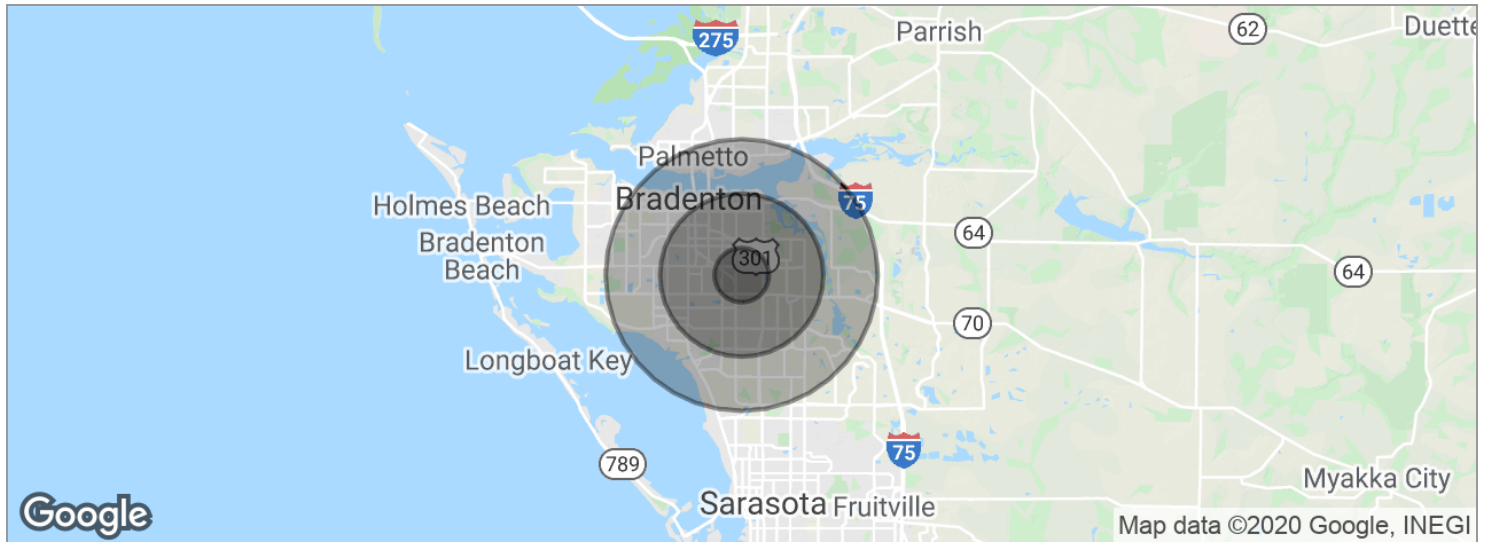 275
Parrish
62
Duette
Palmetto
Bradenton
75
Holmes Beach
64
Bradenton
Beach
301
64
70
Longboat Key
75
789
Myakka City
Sarasota
Fruitville
Google
Map data ©2020 Google, INEGI